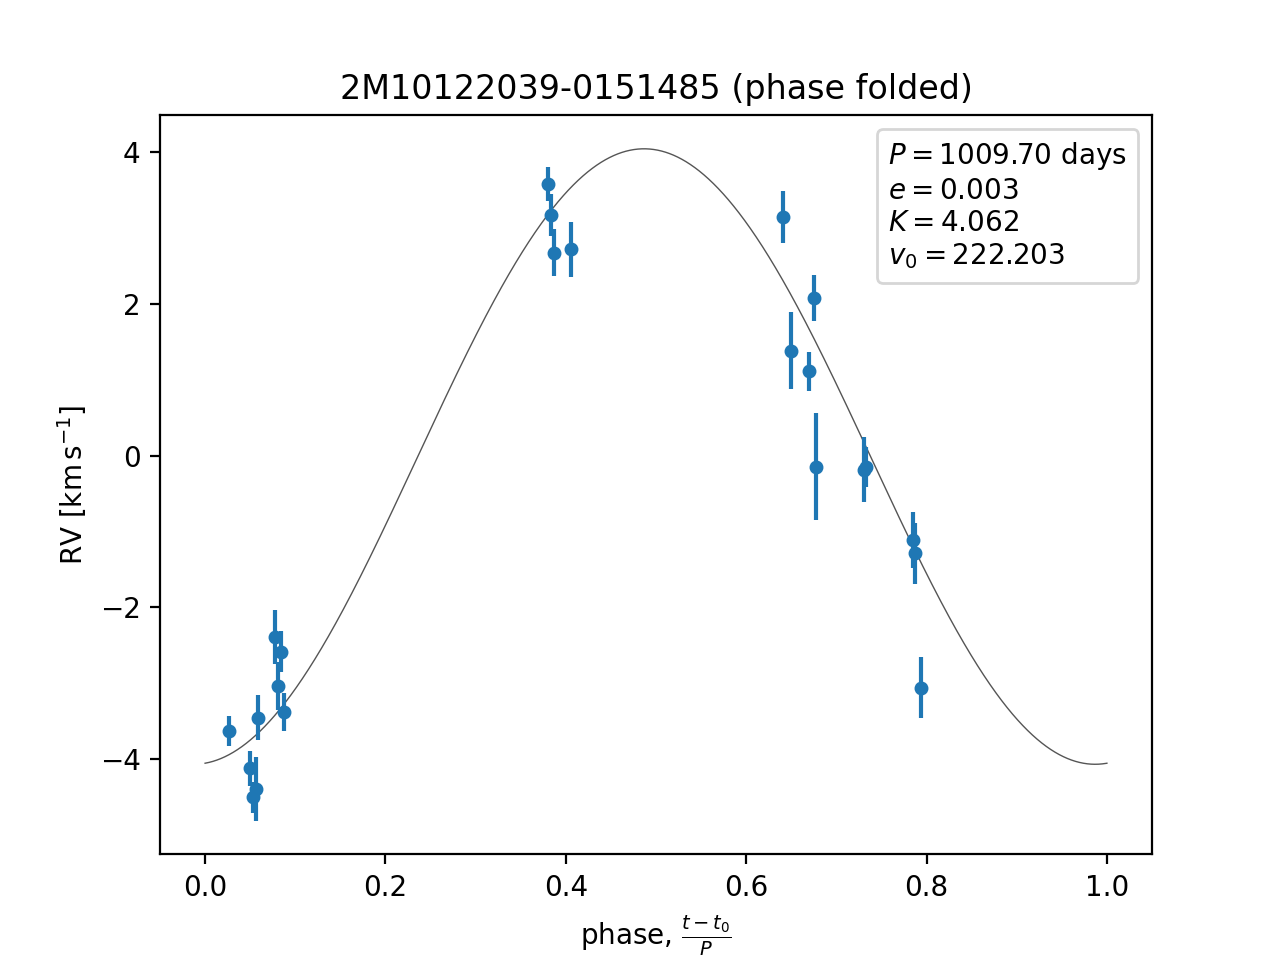 2M10122039-0151485 (phase folded)
P = 1009.70 days
e = 0.003
K = 4.062
v₀ = 222.203
4
2
0
−2
−4
RV [km s⁻¹]
0.0 0.2 0.4 0.6 0.8 1.0
phase, (t − t₀)/P